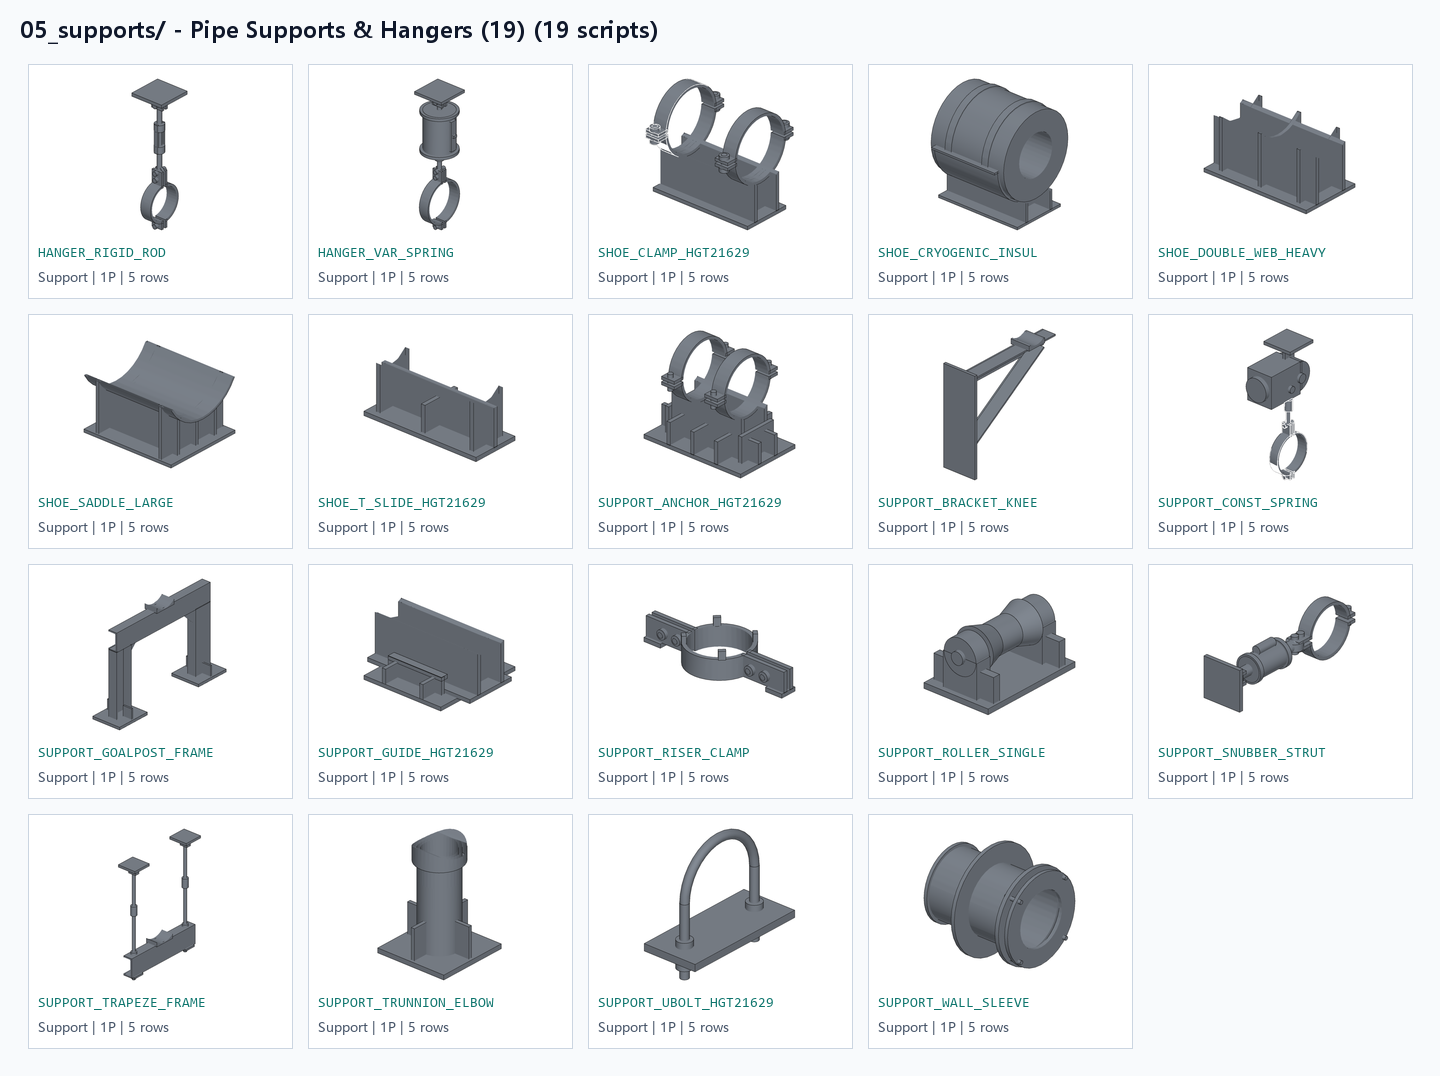 05_supports/ - Pipe Supports & Hangers (19) (19 scripts)
HANGER_RIGID_ROD
Support | 1P | 5 rows
HANGER_VAR_SPRING
Support | 1P | 5 rows
SHOE_CLAMP_HGT21629
Support | 1P | 5 rows
SHOE_CRYOGENIC_INSUL
Support | 1P | 5 rows
SHOE_DOUBLE_WEB_HEAVY
Support | 1P | 5 rows
SHOE_SADDLE_LARGE
Support | 1P | 5 rows
SHOE_T_SLIDE_HGT21629
Support | 1P | 5 rows
SUPPORT_ANCHOR_HGT21629
Support | 1P | 5 rows
SUPPORT_BRACKET_KNEE
Support | 1P | 5 rows
SUPPORT_CONST_SPRING
Support | 1P | 5 rows
SUPPORT_GOALPOST_FRAME
Support | 1P | 5 rows
SUPPORT_GUIDE_HGT21629
Support | 1P | 5 rows
SUPPORT_RISER_CLAMP
Support | 1P | 5 rows
SUPPORT_ROLLER_SINGLE
Support | 1P | 5 rows
SUPPORT_SNUBBER_STRUT
Support | 1P | 5 rows
SUPPORT_TRAPEZE_FRAME
Support | 1P | 5 rows
SUPPORT_TRUNNION_ELBOW
Support | 1P | 5 rows
SUPPORT_UBOLT_HGT21629
Support | 1P | 5 rows
SUPPORT_WALL_SLEEVE
Support | 1P | 5 rows